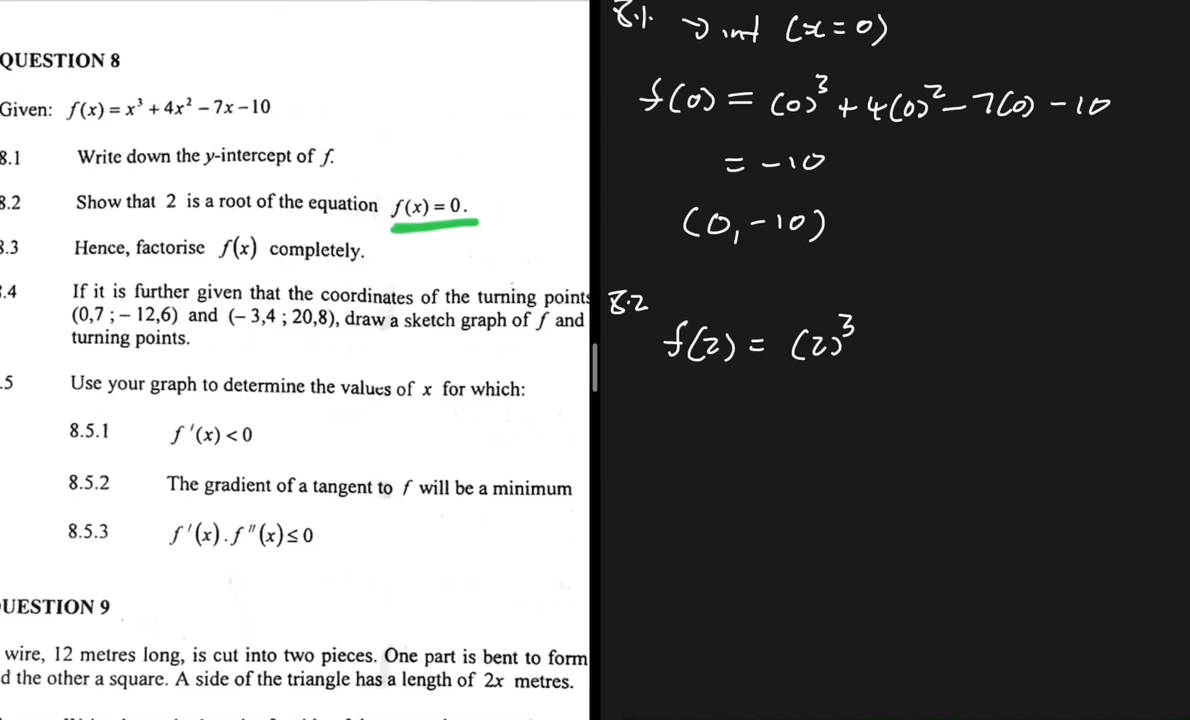 QUESTION 8
Given: f(x) = x³ + 4x² − 7x − 10
8.1 Write down the y-intercept of f.
8.2 Show that 2 is a root of the equation f(x) = 0.
8.3 Hence, factorise f(x) completely.
.4 If it is further given that the coordinates of the turning points
(0,7 ; − 12,6) and (− 3,4 ; 20,8), draw a sketch graph of f and
turning points.
.5 Use your graph to determine the values of x for which:
8.5.1 f ′(x) < 0
8.5.2 The gradient of a tangent to f will be a minimum
8.5.3 f ′(x) . f ″(x) ≤ 0
UESTION 9
wire, 12 metres long, is cut into two pieces. One part is bent to form
d the other a square. A side of the triangle has a length of 2x metres.
8.1. int (x = 0)
f(0) = (0)³ + 4(0)² − 7(0) − 10
= −10
(0, −10)
8.2
f(2) = (2)³